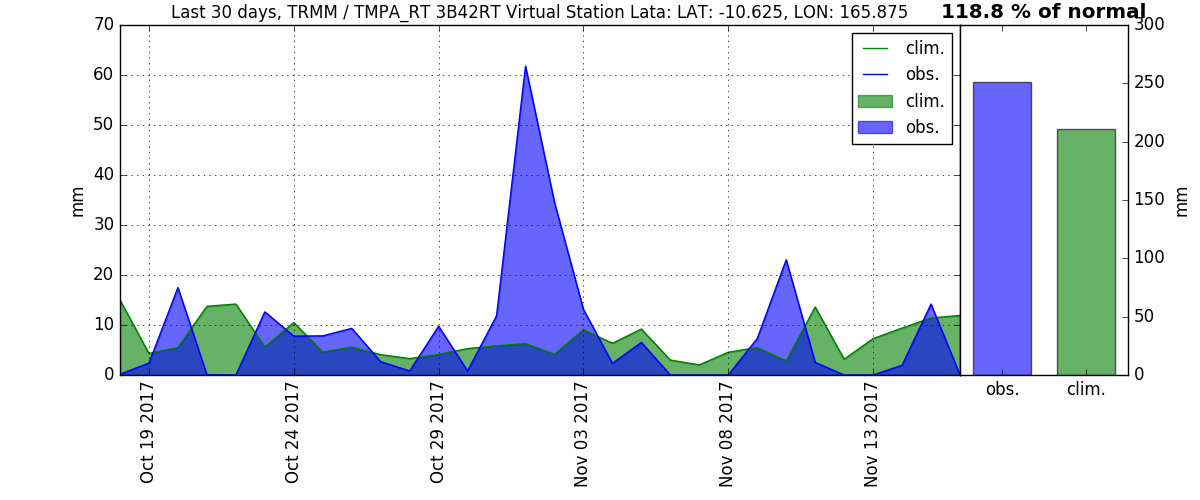 Last 30 days, TRMM / TMPA_RT 3B42RT Virtual Station Lata: LAT: -10.625, LON: 165.875
118.8 % of normal
70
60
50
40
30
20
10
0
mm
clim.
obs.
clim.
obs.
300
250
200
150
100
50
0
mm
Oct 19 2017
Oct 24 2017
Oct 29 2017
Nov 03 2017
Nov 08 2017
Nov 13 2017
obs.
clim.